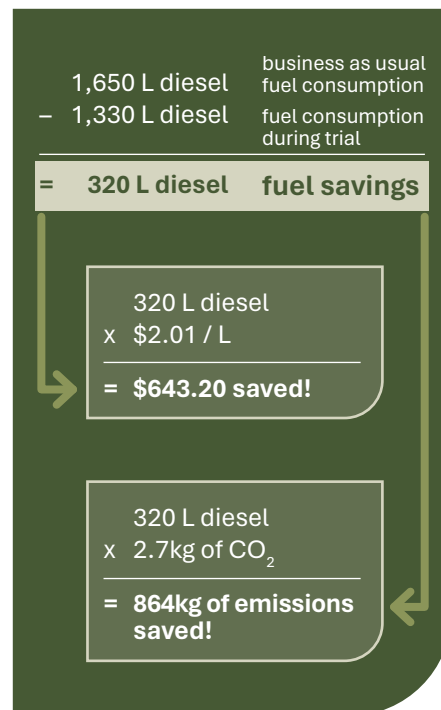 1,650 L diesel business as usual fuel consumption
– 1,330 L diesel fuel consumption during trial
= 320 L diesel fuel savings
320 L diesel
x $2.01 / L
= $643.20 saved!
320 L diesel
x 2.7kg of CO₂
= 864kg of emissions
saved!